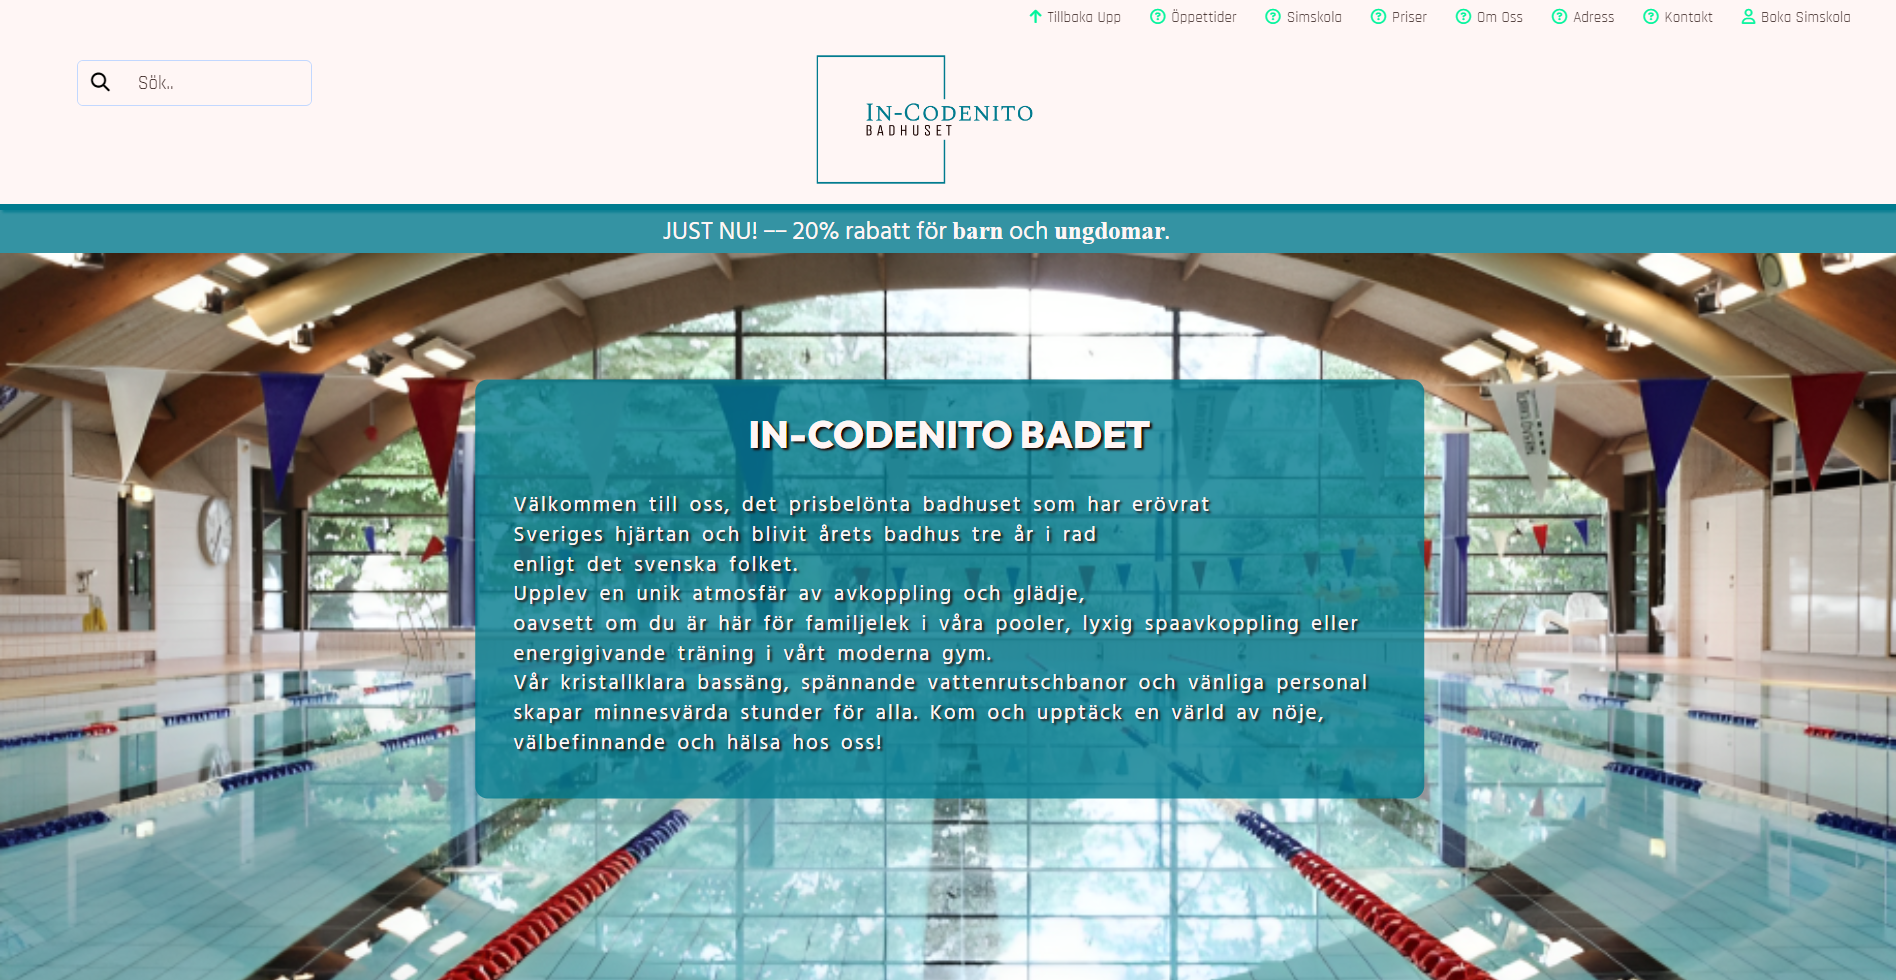 Tillbaka Upp Öppettider Simskola Priser Om Oss Adress Kontakt Boka Simskola
Sök..
IN-CODENITO
BADHUSET
JUST NU! –– 20% rabatt för barn och ungdomar.
IN-CODENITO BADET
Välkommen till oss, det prisbelönta badhuset som har erövrat
Sveriges hjärtan och blivit årets badhus tre år i rad
enligt det svenska folket.
Upplev en unik atmosfär av avkoppling och glädje,
oavsett om du är här för familjelek i våra pooler, lyxig spaavkoppling eller
energigivande träning i vårt moderna gym.
Vår kristallklara bassäng, spännande vattenrutschbanor och vänliga personal
skapar minnesvärda stunder för alla. Kom och upptäck en värld av nöje,
välbefinnande och hälsa hos oss!
3 2 1